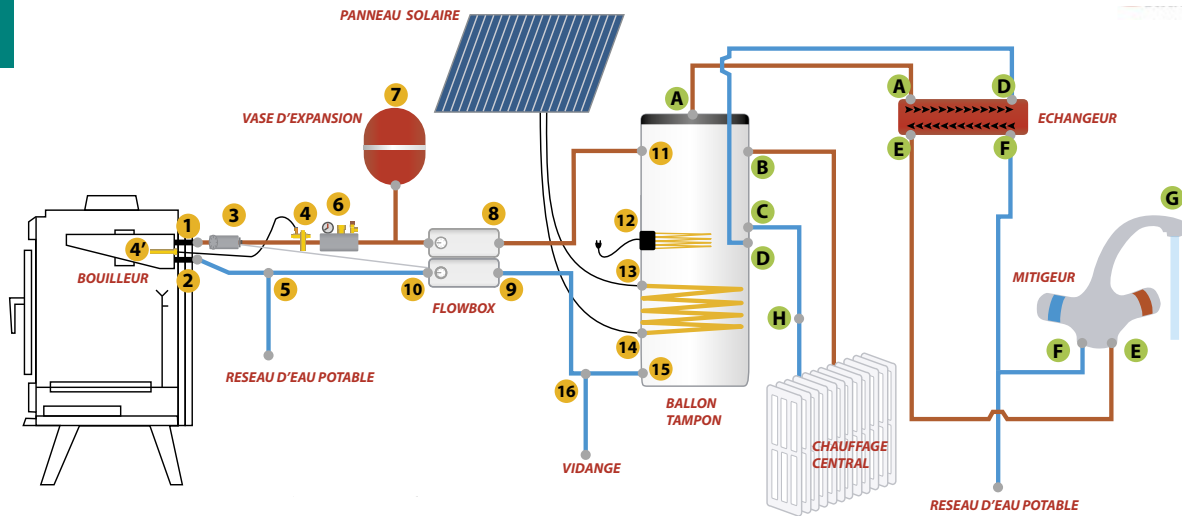 PANNEAU SOLAIRE
A
D
7
A
VASE D'EXPANSION
ECHANGEUR
E
F
11
B
G
1
3
4
6
8
C
12
4'
D
BOUILLEUR
2
5
10
9
13
MITIGEUR
FLOWBOX
H
14
F
E
RESEAU D'EAU POTABLE
15
16
BALLON
TAMPON
CHAUFFAGE
CENTRAL
VIDANGE
RESEAU D'EAU POTABLE